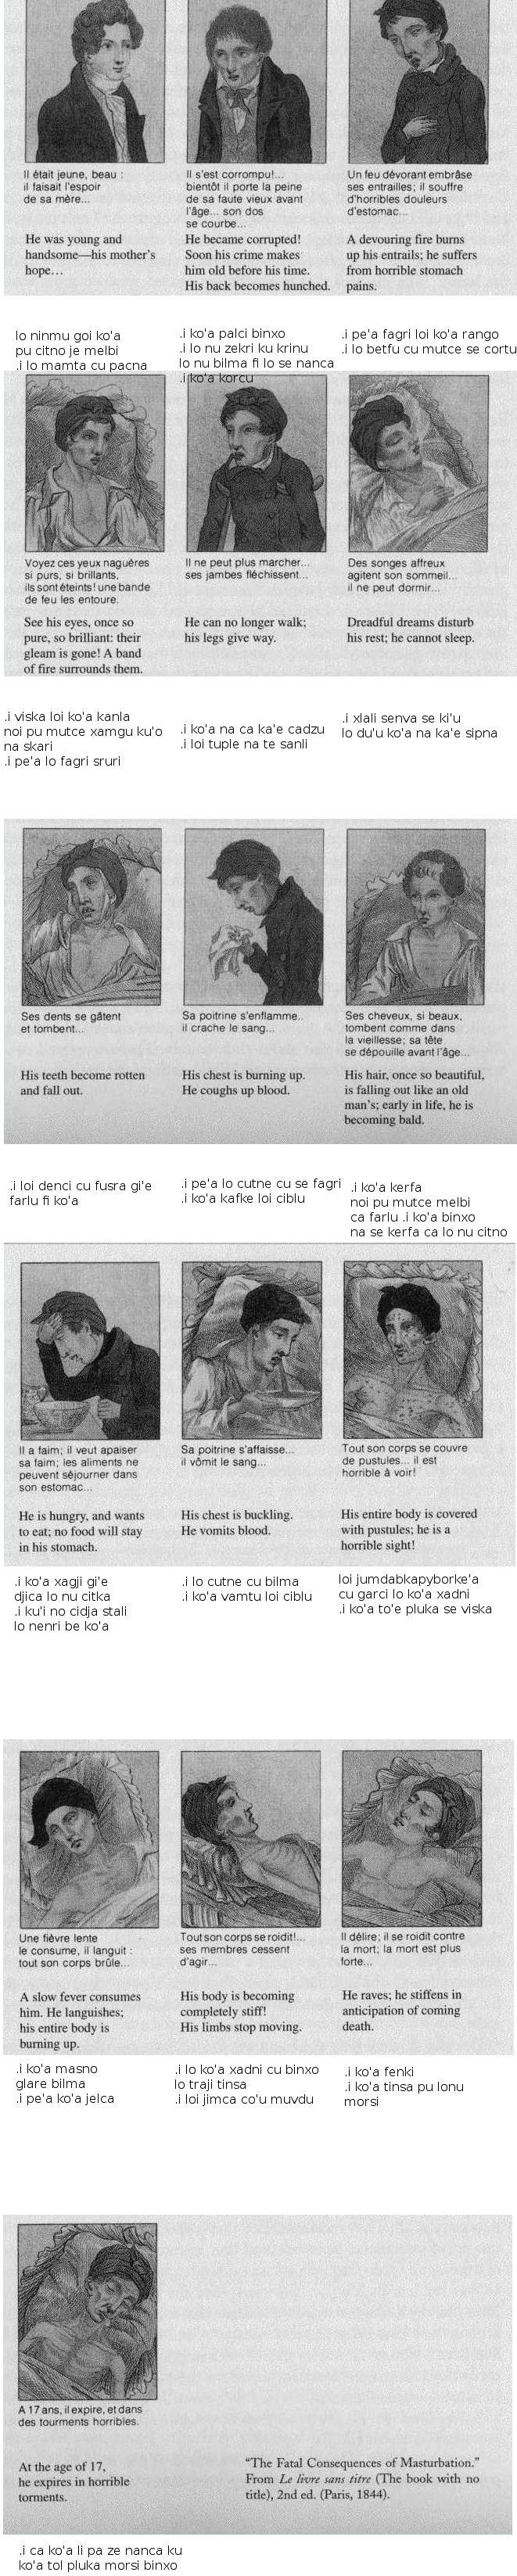 Il était jeune, beau :
il faisait l'espoir
de sa mère...
He was young and
handsome—his mother's
hope…
lo ninmu goi ko'a
pu citno je melbi
.i lo mamta cu pacna
Il s'est corrompu!...
bientôt il porte la peine
de sa faute vieux avant
l'âge... son dos
se courbe...
He became corrupted!
Soon his crime makes
him old before his time.
His back becomes hunched.
.i ko'a palci binxo
.i lo nu zekri ku krinu
lo nu bilma fi lo se nanca
.i ko'a korcu
Un feu dévorant embrâse
ses entrailles; il souffre
d'horribles douleurs
d'estomac...
A devouring fire burns
up his entrails; he suffers
from horrible stomach
pains.
.i pe'a fagri loi ko'a rango
.i lo betfu cu mutce se cortu
Voyez ces yeux naguères
si purs, si brillants,
ils sont éteints! une bande
de feu les entoure.
See his eyes, once so
pure, so brilliant: their
gleam is gone! A band
of fire surrounds them.
.i viska loi ko'a kanla
noi pu mutce xamgu ku'o
na skari
.i pe'a lo fagri sruri
Il ne peut plus marcher...
ses jambes fléchissent...
He can no longer walk;
his legs give way.
.i ko'a na ca ka'e cadzu
.i loi tuple na te sanli
Des songes affreux
agitent son sommeil...
il ne peut dormir...
Dreadful dreams disturb
his rest; he cannot sleep.
.i xlali senva se ki'u
lo du'u ko'a na ka'e sipna
Ses dents se gâtent
et tombent...
His teeth become rotten
and fall out.
.i loi denci cu fusra gi'e
farlu fi ko'a
Sa poitrine s'enflamme..
il crache le sang...
His chest is burning up.
He coughs up blood.
.i pe'a lo cutne cu se fagri
.i ko'a kafke loi ciblu
Ses cheveux, si beaux,
tombent comme dans
la vieillesse; sa tête
se dépouille avant l'âge...
His hair, once so beautiful,
is falling out like an old
man's; early in life, he is
becoming bald.
.i ko'a kerfa
noi pu mutce melbi
ca farlu .i ko'a binxo
na se kerfa ca lo nu citno
Il a faim; il veut apaiser
sa faim; les aliments ne
peuvent séjourner dans
son estomac...
He is hungry, and wants
to eat; no food will stay
in his stomach.
.i ko'a xagji gi'e
djica lo nu citka
.i ku'i no cidja stali
lo nenri be ko'a
Sa poitrine s'affaisse...
il vômit le sang...
His chest is buckling.
He vomits blood.
.i lo cutne cu bilma
.i ko'a vamtu loi ciblu
Tout son corps se couvre
de pustules... il est
horrible à voir!
His entire body is covered
with pustules; he is a
horrible sight!
loi jumdabkapyborke'a
cu garci lo ko'a xadni
.i ko'a to'e pluka se viska
Une fièvre lente
le consume, il languit :
tout son corps brûle...
A slow fever consumes
him. He languishes;
his entire body is
burning up.
.i ko'a masno
glare bilma
.i pe'a ko'a jelca
Tout son corps se roidit!...
ses membres cessent
d'agir...
His body is becoming
completely stiff!
His limbs stop moving.
.i lo ko'a xadni cu binxo
lo traji tinsa
.i loi jimca co'u muvdu
Il délire; il se roidit contre
la mort; la mort est plus
forte...
He raves; he stiffens in
anticipation of coming
death.
.i ko'a fenki
.i ko'a tinsa pu lonu
morsi
A 17 ans, il expire, et dans
des tourments horribles.
At the age of 17,
he expires in horrible
torments.
"The Fatal Consequences of Masturbation."
From Le livre sans titre (The book with no
title), 2nd ed. (Paris, 1844).
.i ca ko'a li pa ze nanca ku
ko'a tol pluka morsi binxo